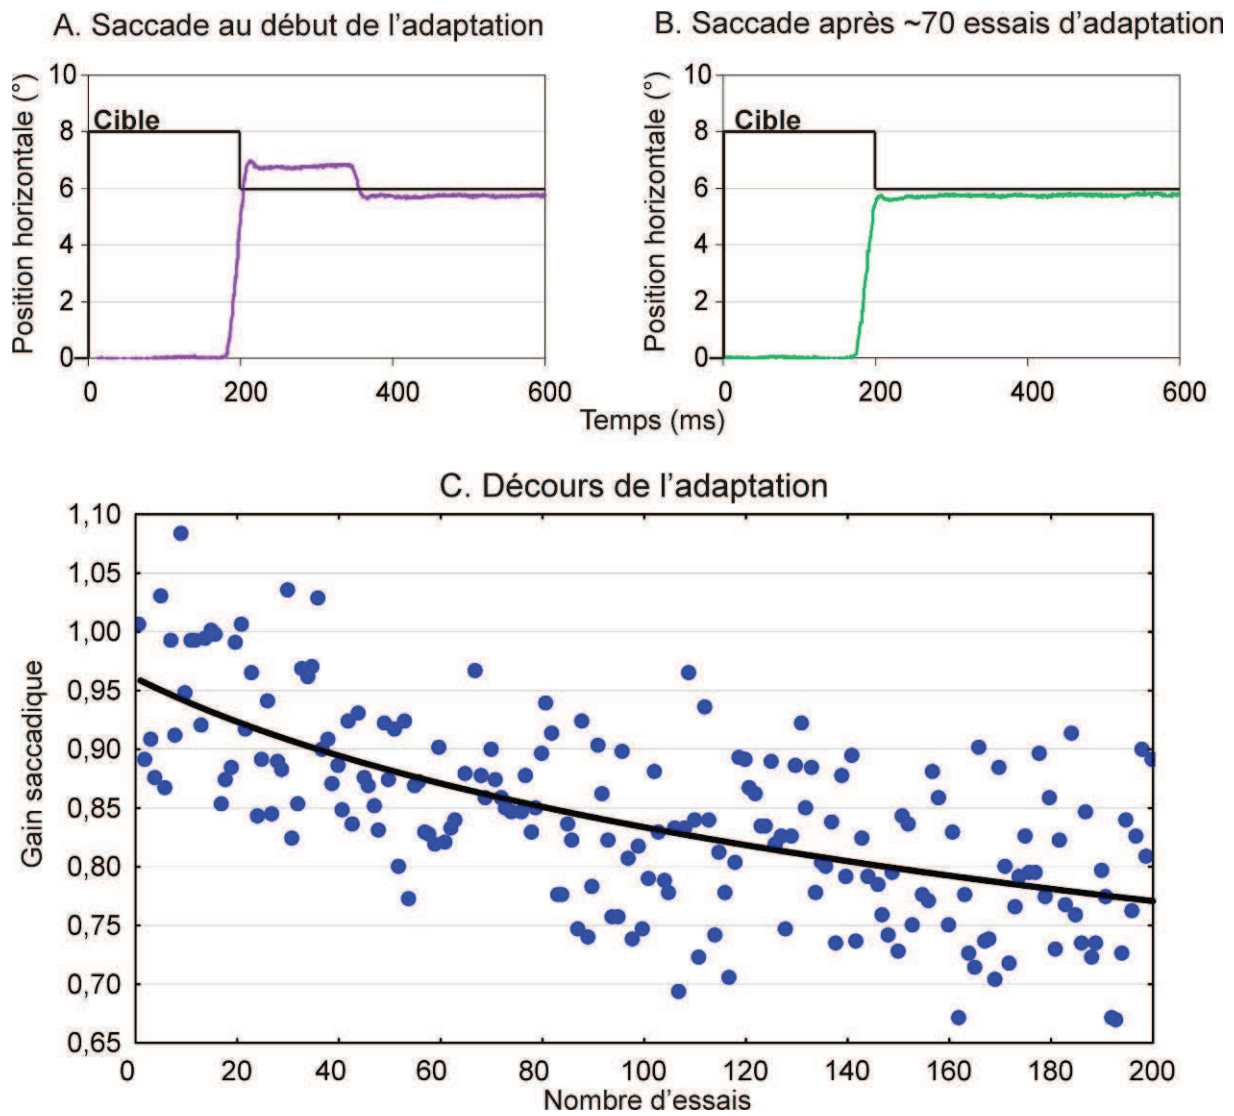 A. Saccade au début de l'adaptation
B. Saccade après ~70 essais d'adaptation
Position horizontale (°)
10
8
6
4
2
0
Cible
0 200 400 600
Position horizontale (°)
10
8
6
4
2
0
Cible
0 200 400 600
Temps (ms)
C. Décours de l'adaptation
Gain saccadique
1,10
1,05
1,00
0,95
0,90
0,85
0,80
0,75
0,70
0,65
0 20 40 60 80 100 120 140 160 180 200
Nombre d'essais